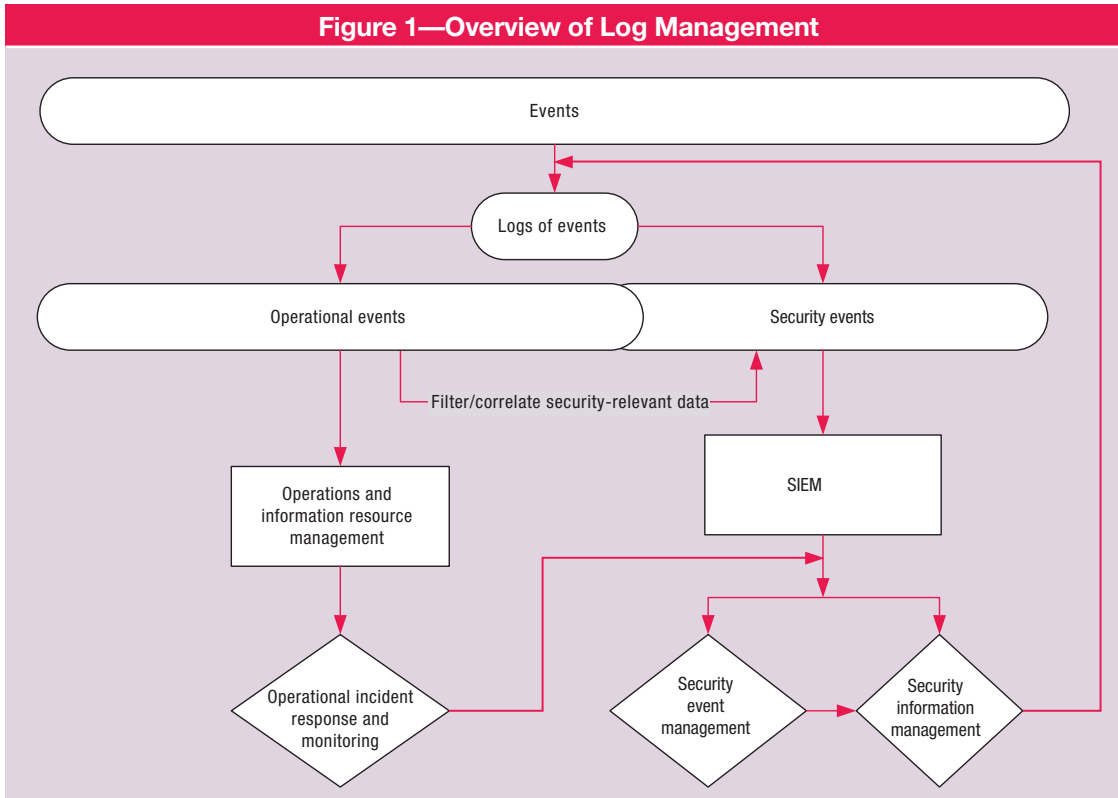 Figure 1—Overview of Log Management
Events
Logs of events
Operational events
Security events
Filter/correlate security-relevant data
Operations and
information resource
management
SIEM
Operational incident
response and
monitoring
Security
event
management
Security
information
management